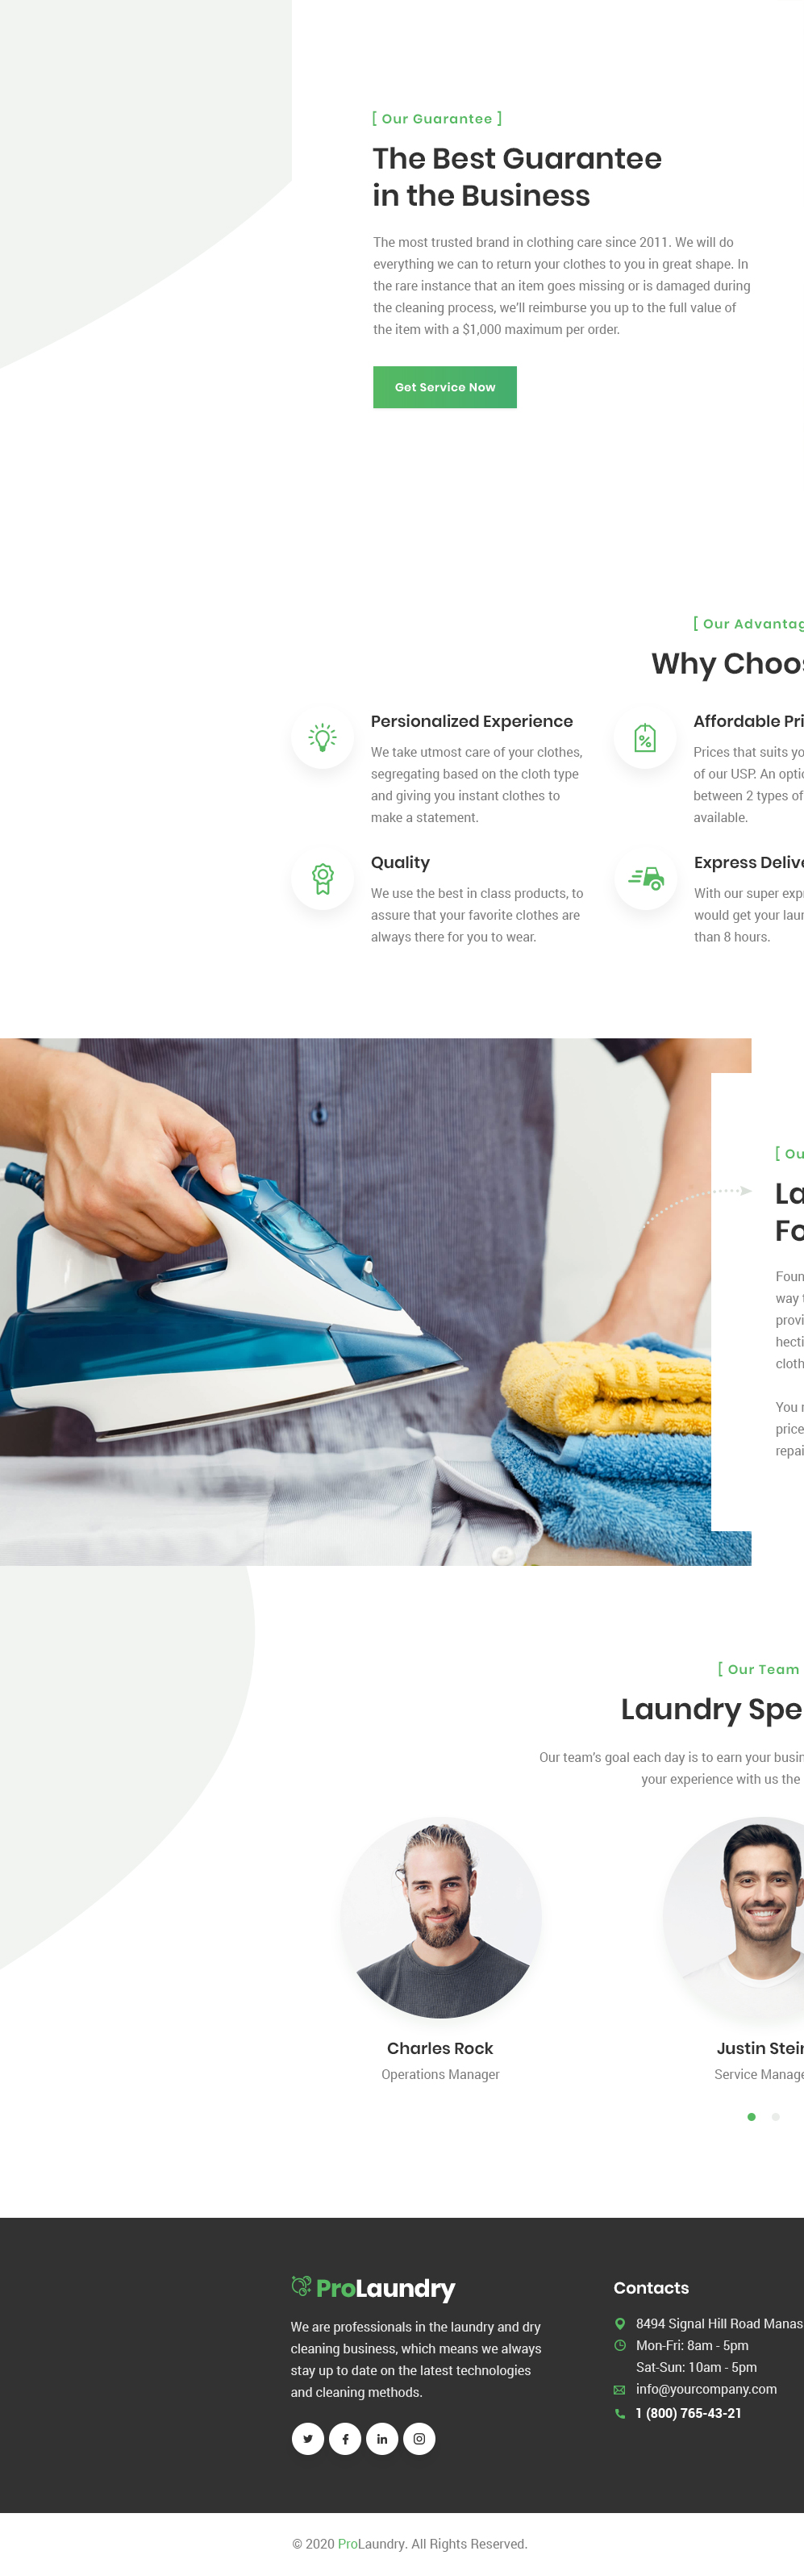 [ Our Guarantee ]
The Best Guarantee
in the Business
The most trusted brand in clothing care since 2011. We will do
everything we can to return your clothes to you in great shape. In
the rare instance that an item goes missing or is damaged during
the cleaning process, we'll reimburse you up to the full value of
the item with a $1,000 maximum per order.
Get Service Now
[ Our Advantag
Why Choos
Persionalized Experience
We take utmost care of your clothes,
segregating based on the cloth type
and giving you instant clothes to
make a statement.
Affordable Pri
Prices that suits yo
of our USP. An optio
between 2 types of
available.
Quality
We use the best in class products, to
assure that your favorite clothes are
always there for you to wear.
Express Delive
With our super expr
would get your laun
than 8 hours.
[ Ou
La
Fo
Foun
way t
provi
hecti
cloth
You r
price
repai
[ Our Team
Laundry Spe
Our team's goal each day is to earn your busin
your experience with us the
Charles Rock
Operations Manager
Justin Stein
Service Manage
ProLaundry
We are professionals in the laundry and dry
cleaning business, which means we always
stay up to date on the latest technologies
and cleaning methods.
Contacts
8494 Signal Hill Road Manas
Mon-Fri: 8am - 5pm
Sat-Sun: 10am - 5pm
info@yourcompany.com
1 (800) 765-43-21
© 2020 ProLaundry. All Rights Reserved.